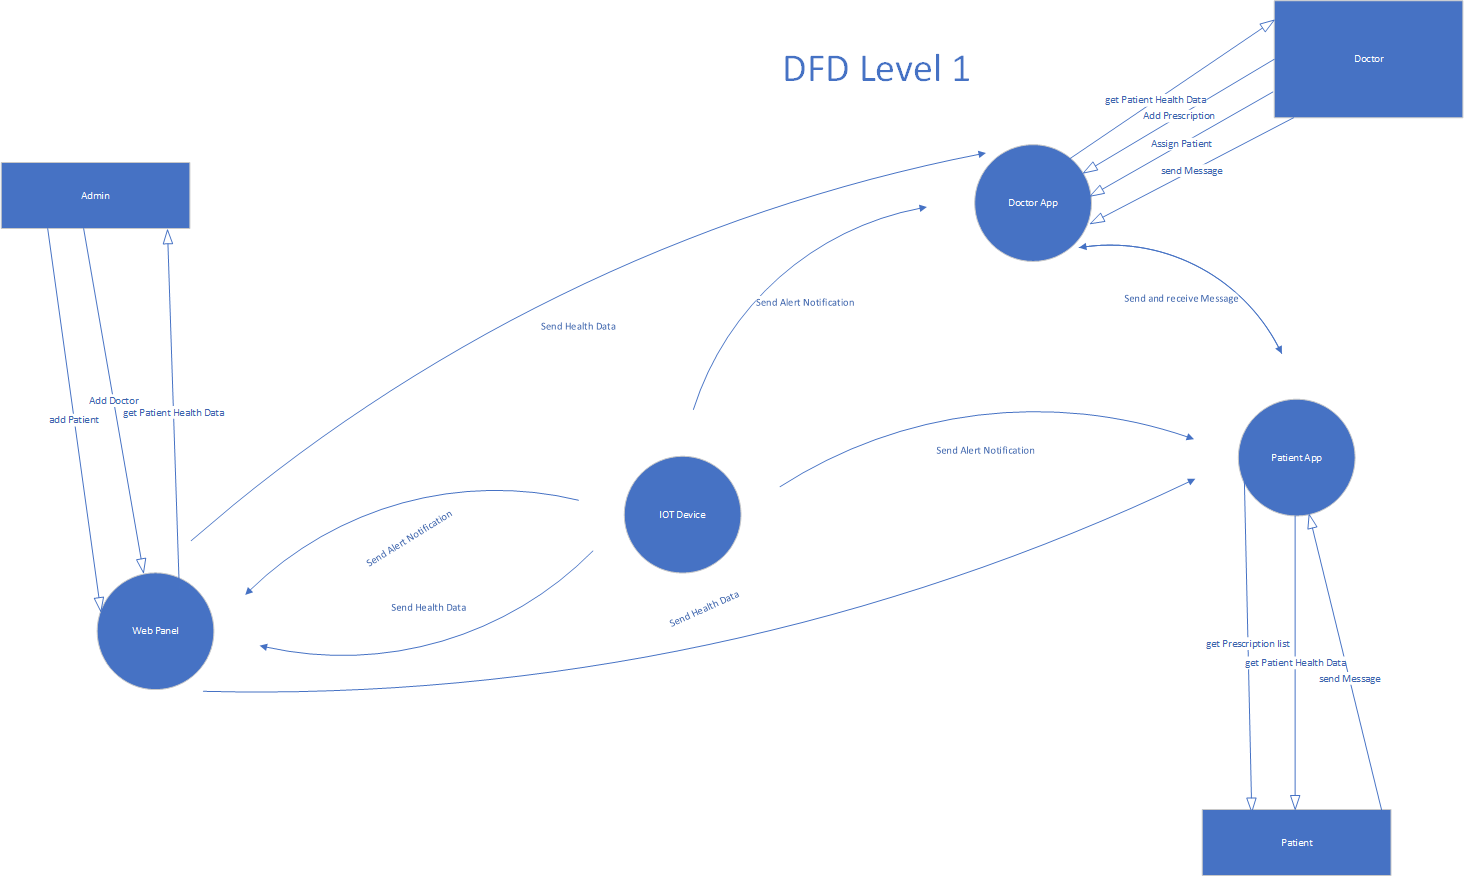 DFD Level 1
Doctor
get Patient Health Data
Add Prescription
Assign Patient
send Message
Admin
Doctor App
Send and receive Message
Send Alert Notification
Send Health Data
Add Doctor
get Patient Health Data
add Patient
Send Alert Notification
Patient App
IOT Device
Send Alert Notification
Send Health Data
Send Health Data
Web Panel
get Prescription list
get Patient Health Data
send Message
Patient